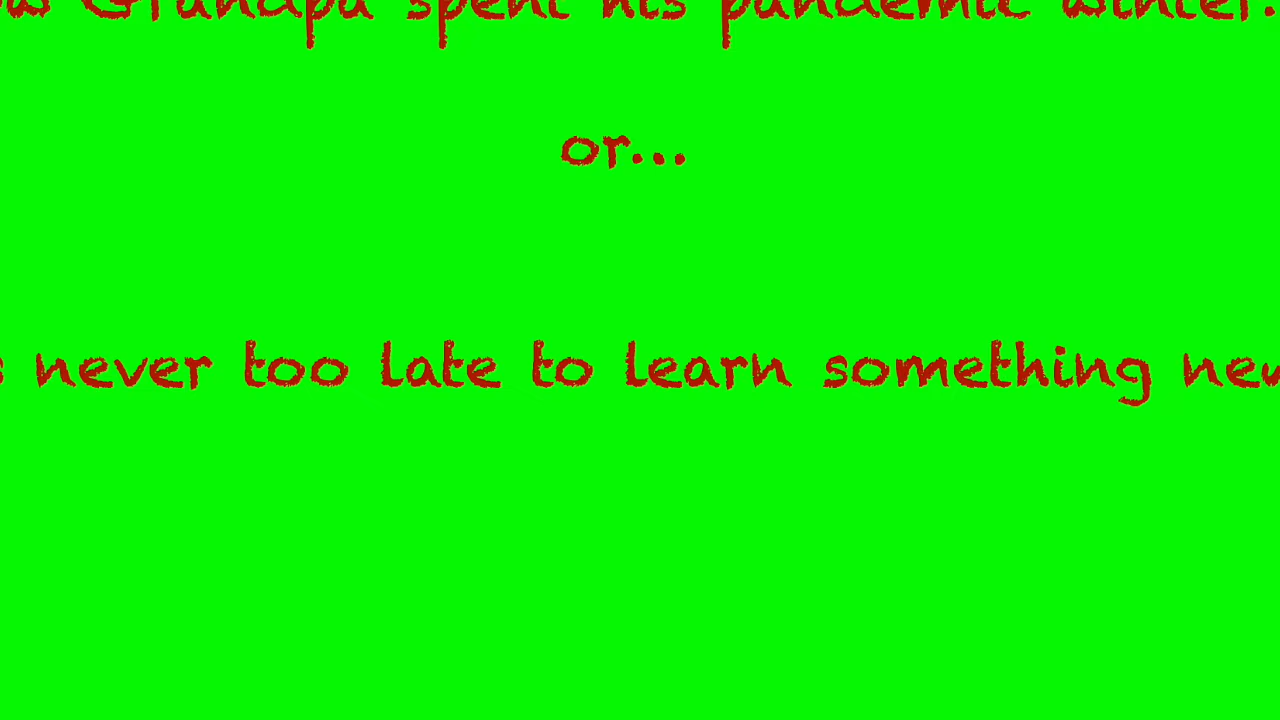 Grandpa spent his pandemic winter.
or...
never too late to learn something